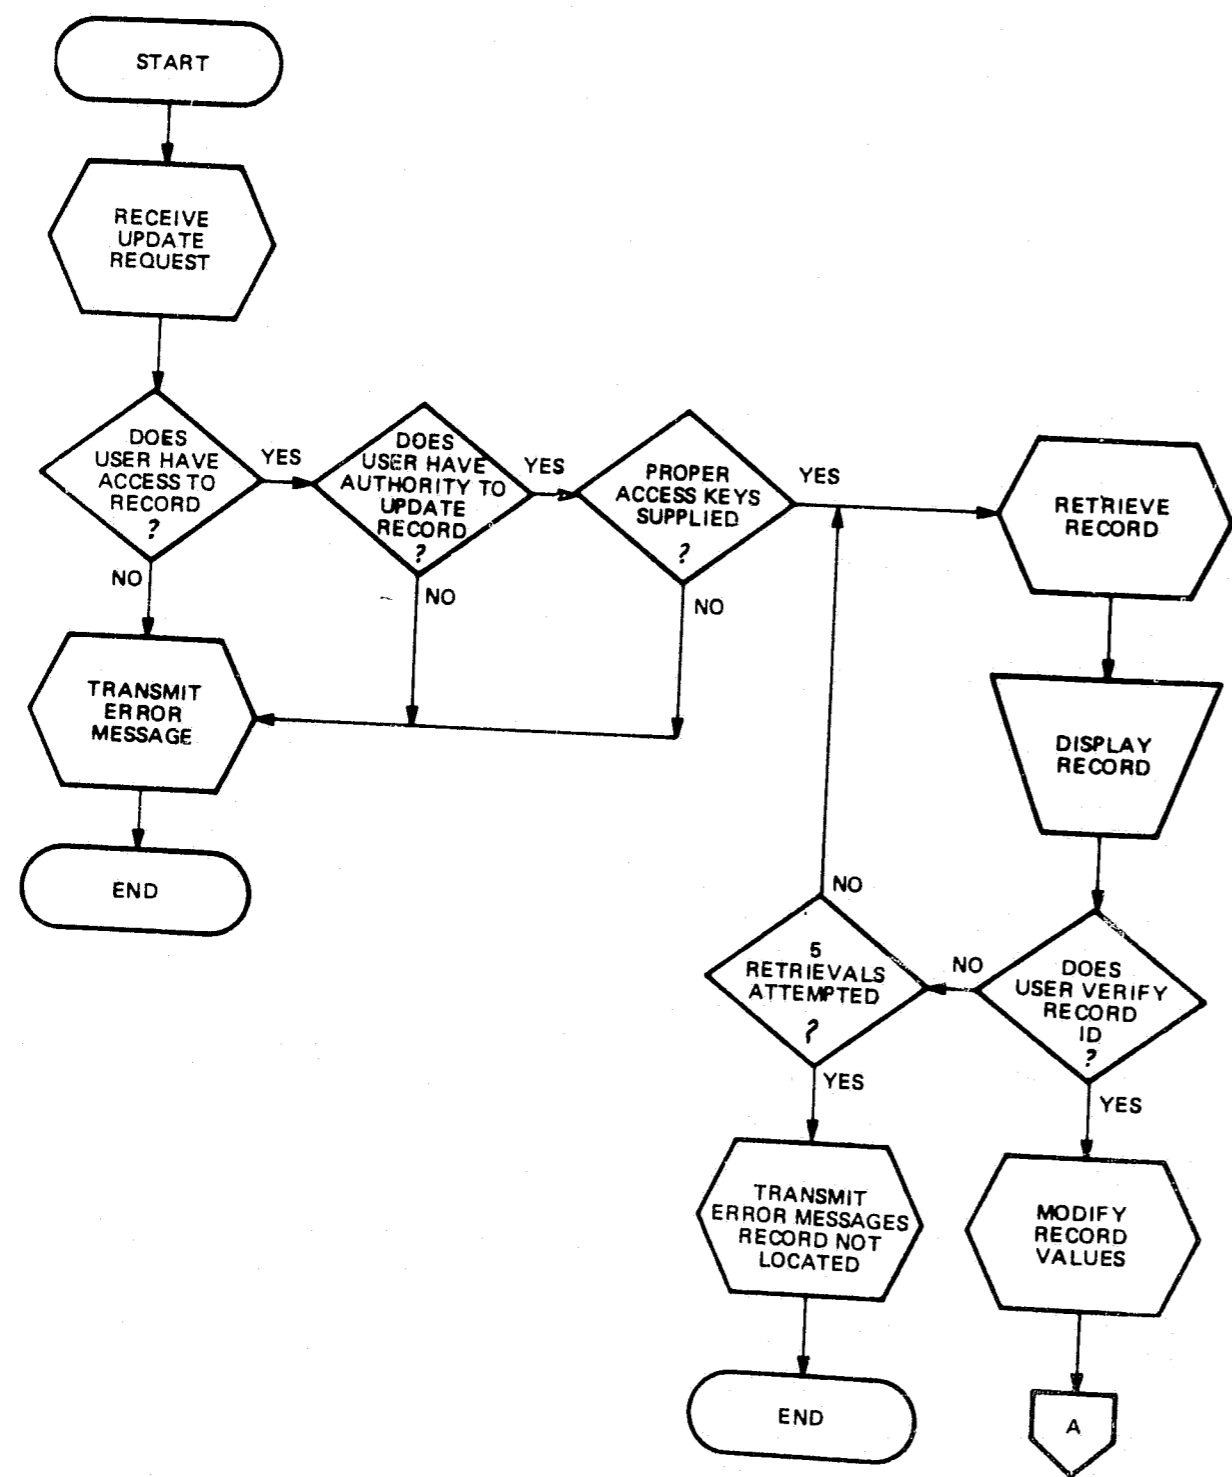 START
RECEIVE
UPDATE
REQUEST
DOES
USER HAVE
ACCESS TO
RECORD
?
YES
NO
DOES
USER HAVE
AUTHORITY TO
UPDATE
RECORD
?
YES
NO
PROPER
ACCESS KEYS
SUPPLIED
?
YES
NO
RETRIEVE
RECORD
TRANSMIT
ERROR
MESSAGE
END
DISPLAY
RECORD
DOES
USER VERIFY
RECORD
ID
?
NO
YES
5
RETRIEVALS
ATTEMPTED
?
NO
YES
TRANSMIT
ERROR MESSAGES
RECORD NOT
LOCATED
END
MODIFY
RECORD
VALUES
A